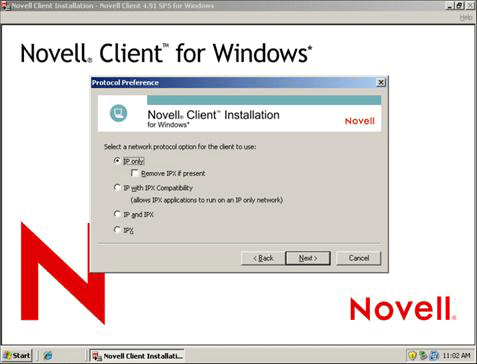 Novell Client Installation - Novell Client 4.91 SP5 for Windows
Help
Novell® Client™ for Windows*
Protocol Preference
Novell® Client™ Installation
for Windows*
Novell
Select a network protocol option for the client to use:
IP only
Remove IPX if present
IP with IPX Compatibility
(allows IPX applications to run on an IP only network)
IP and IPX
IPX
< Back
Next >
Cancel
Novell®
Start
Novell Client Installati...
11:02 AM